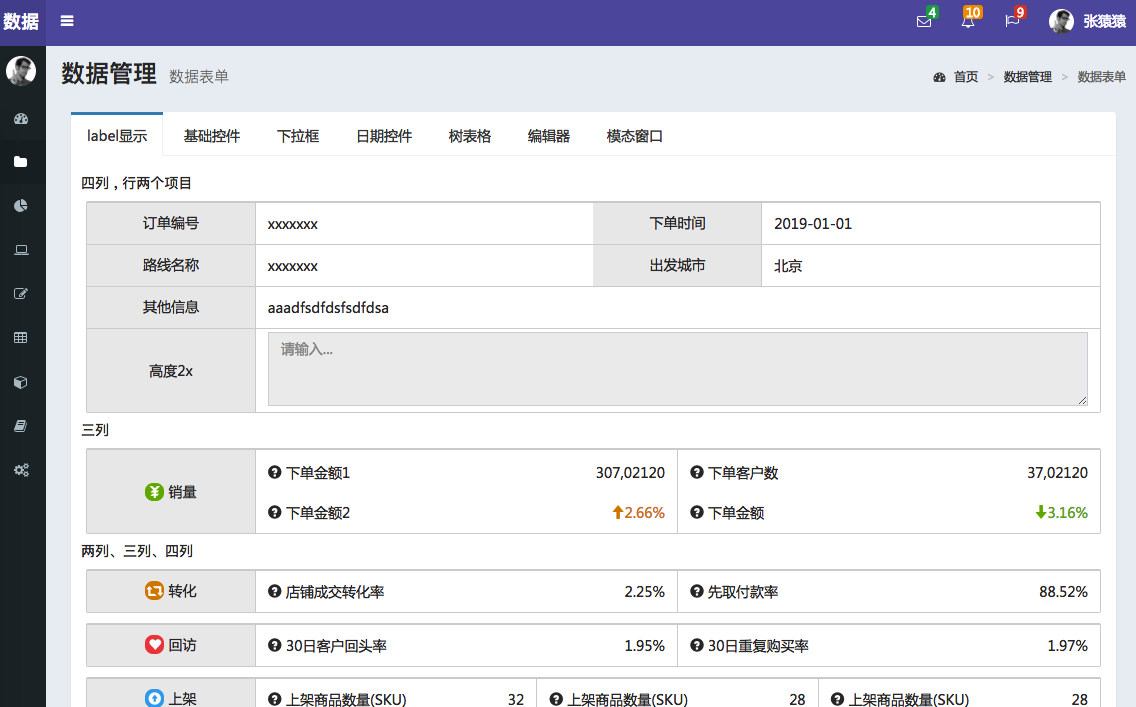 数据
4
10
9
张猿猿
数据管理 数据表单
首页 > 数据管理 > 数据表单
label显示 基础控件 下拉框 日期控件 树表格 编辑器 模态窗口
四列，行两个项目
订单编号 xxxxxxx 下单时间 2019-01-01
路线名称 xxxxxxx 出发城市 北京
其他信息 aaadfsdfdsfsdfdsa
高度2x 请输入...
三列
销量
下单金额1 307,02120 下单客户数 37,02120
下单金额2 2.66% 下单金额 3.16%
两列、三列、四列
转化 店铺成交转化率 2.25% 先取付款率 88.52%
回访 30日客户回头率 1.95% 30日重复购买率 1.97%
上架 上架商品数量(SKU) 32 上架商品数量(SKU) 28 上架商品数量(SKU) 28